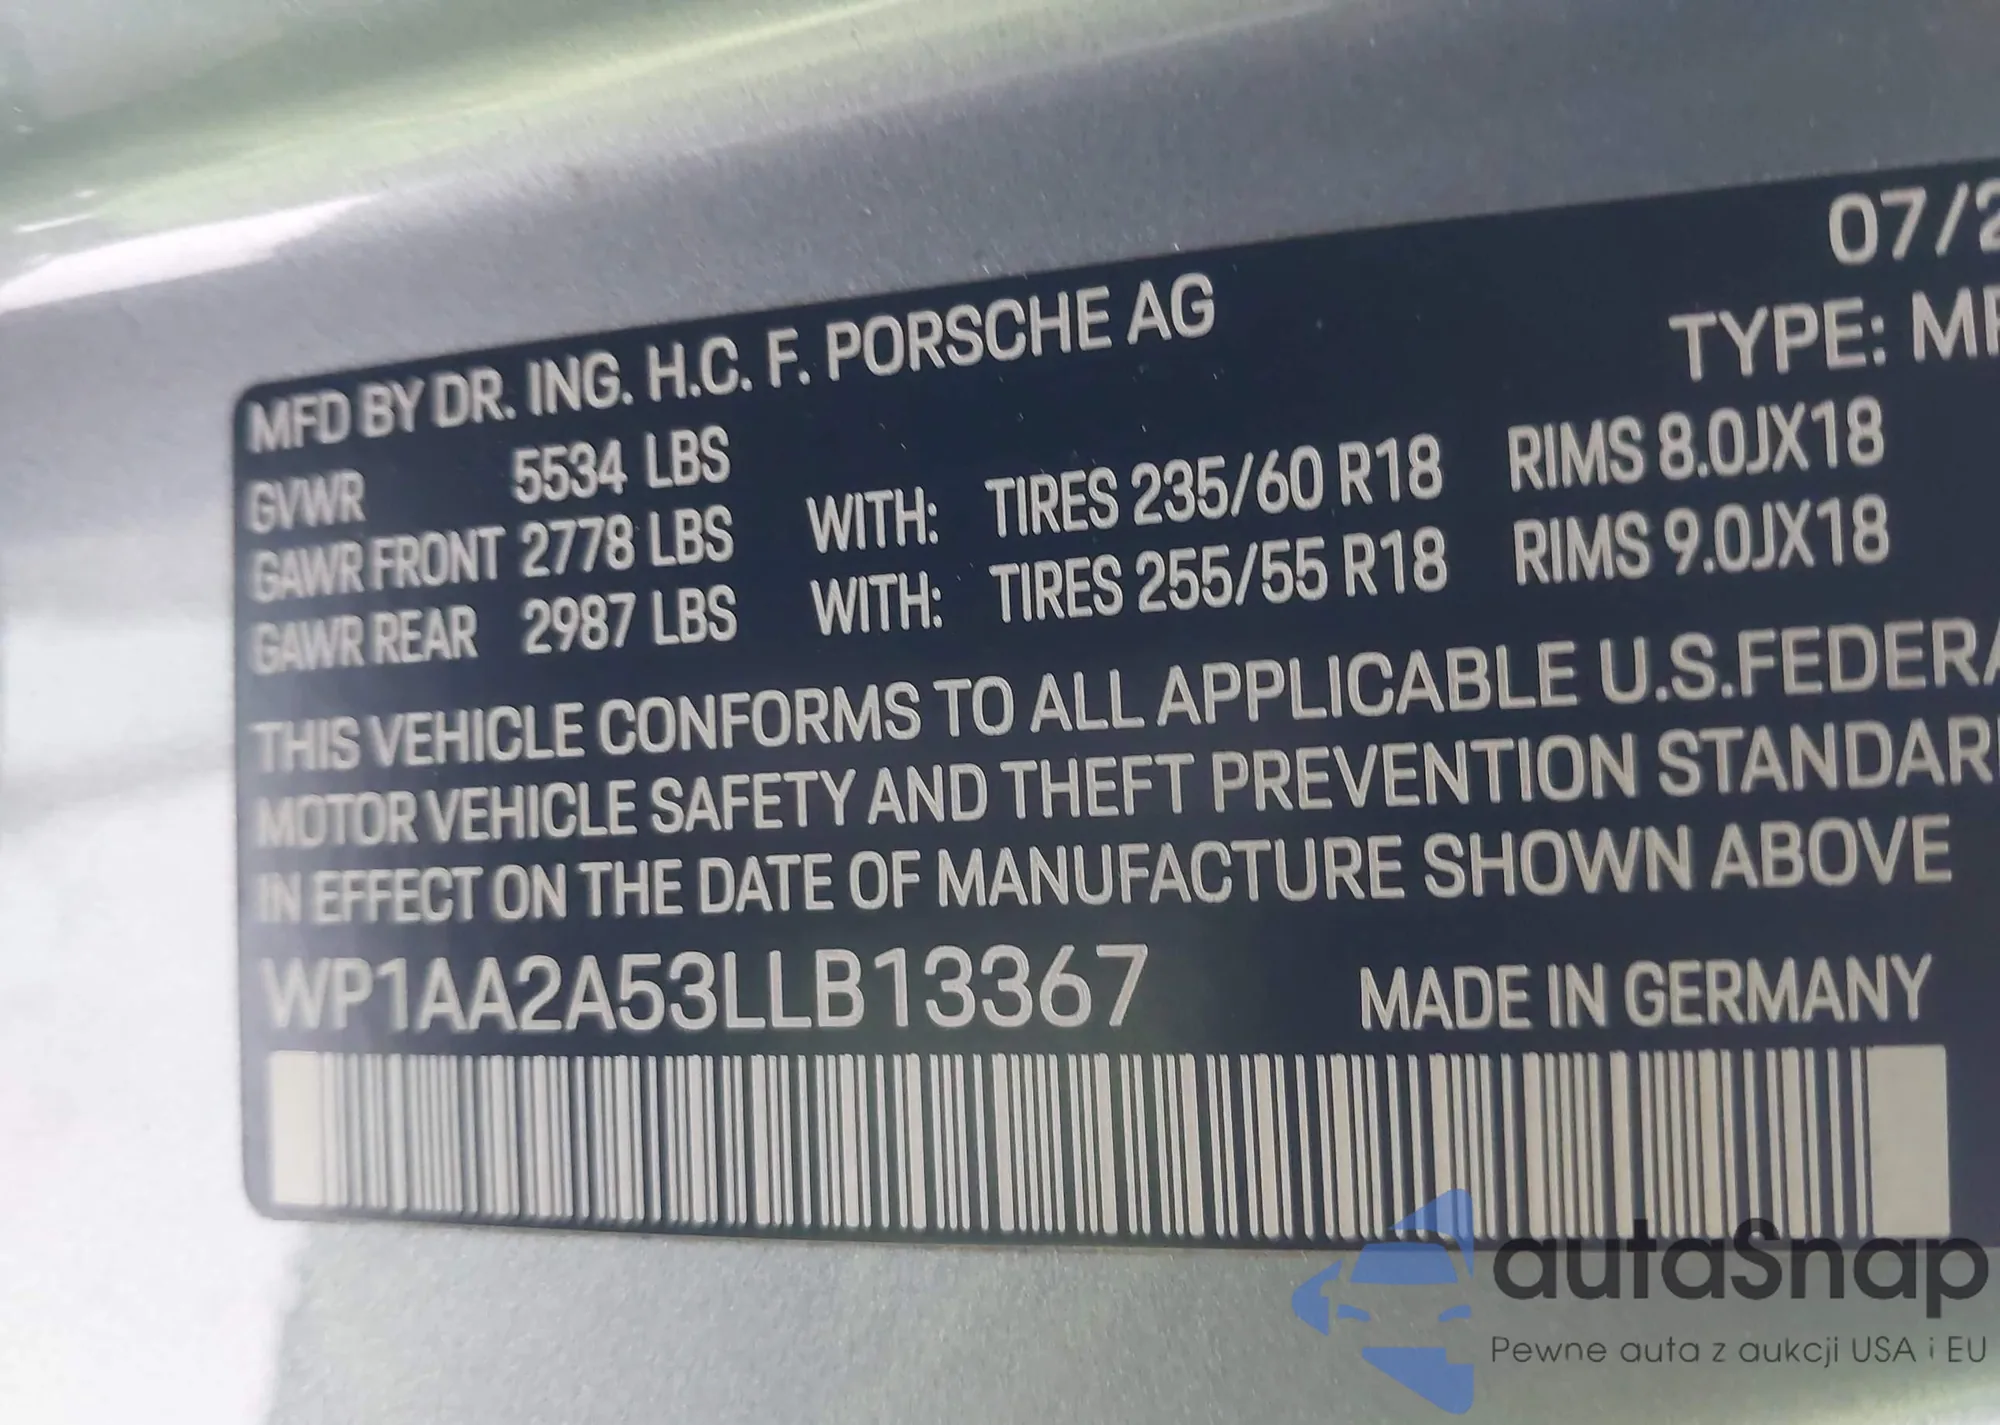 07/2
MFD BY DR. ING. H.C. F. PORSCHE AG
TYPE: MP
GVWR 5534 LBS
GAWR FRONT 2778 LBS WITH: TIRES 235/60 R18 RIMS 8.0JX18
GAWR REAR 2987 LBS WITH: TIRES 255/55 R18 RIMS 9.0JX18
THIS VEHICLE CONFORMS TO ALL APPLICABLE U.S.FEDERA
MOTOR VEHICLE SAFETY AND THEFT PREVENTION STANDAR
IN EFFECT ON THE DATE OF MANUFACTURE SHOWN ABOVE
WP1AA2A53LLB13367 MADE IN GERMANY
autaSnap
Pewne auta z aukcji USA i EU